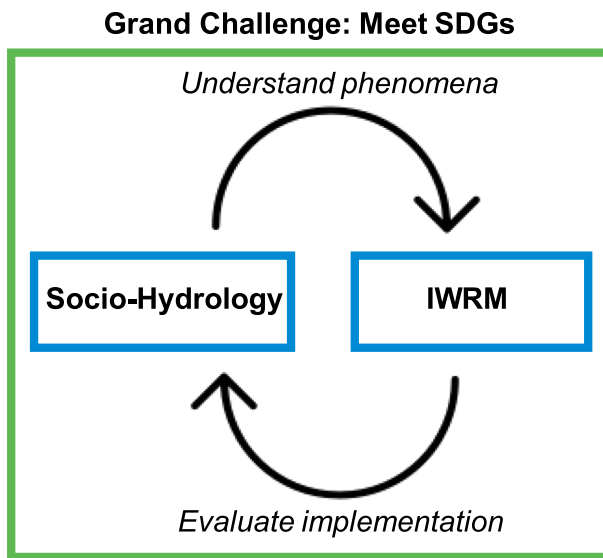 Grand Challenge: Meet SDGs
Understand phenomena
Socio-Hydrology
IWRM
Evaluate implementation